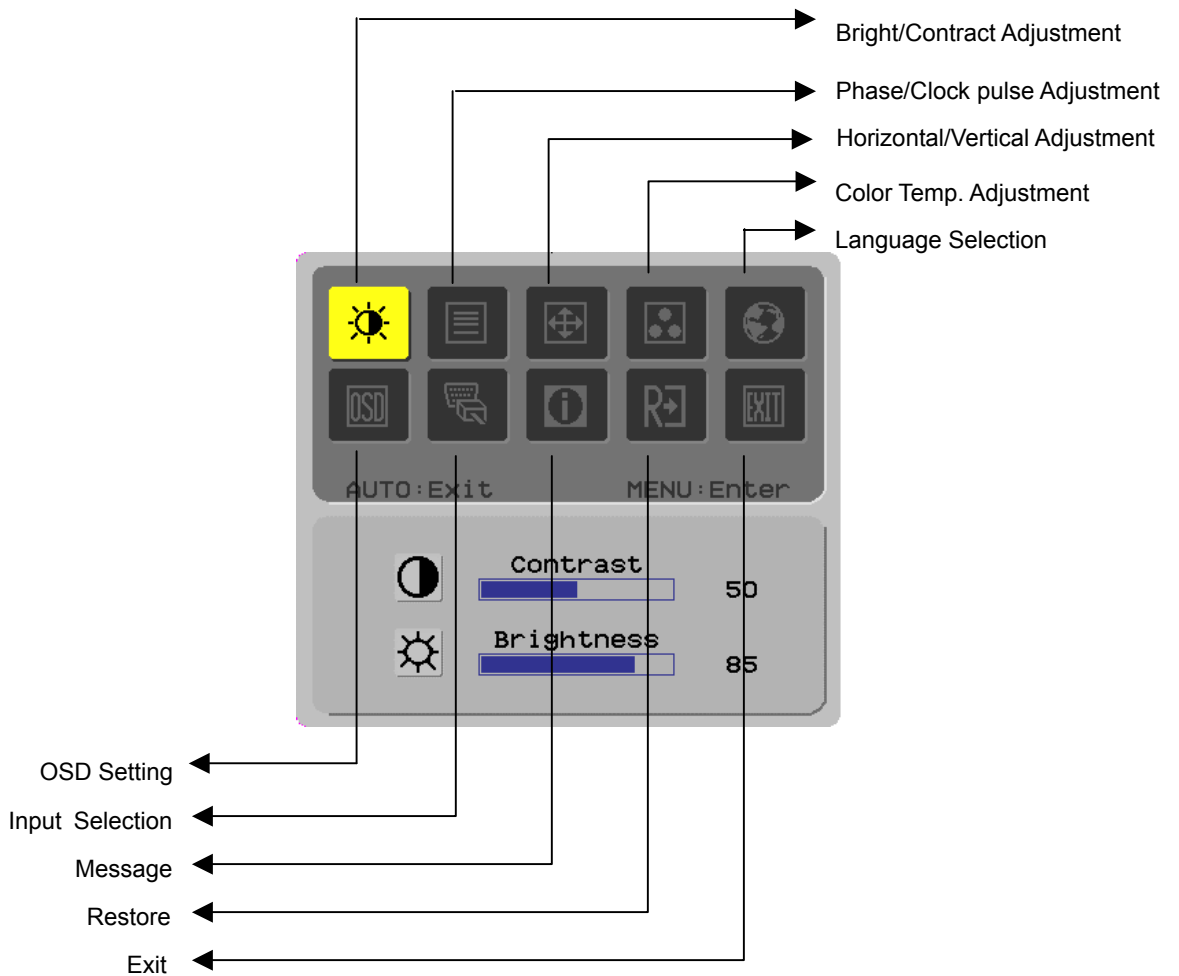 Bright/Contract Adjustment
Phase/Clock pulse Adjustment
Horizontal/Vertical Adjustment
Color Temp. Adjustment
Language Selection
OSD
R
EXIT
AUTO:Exit MENU:Enter
Contrast 50
Brightness 85
OSD Setting
Input Selection
Message
Restore
Exit